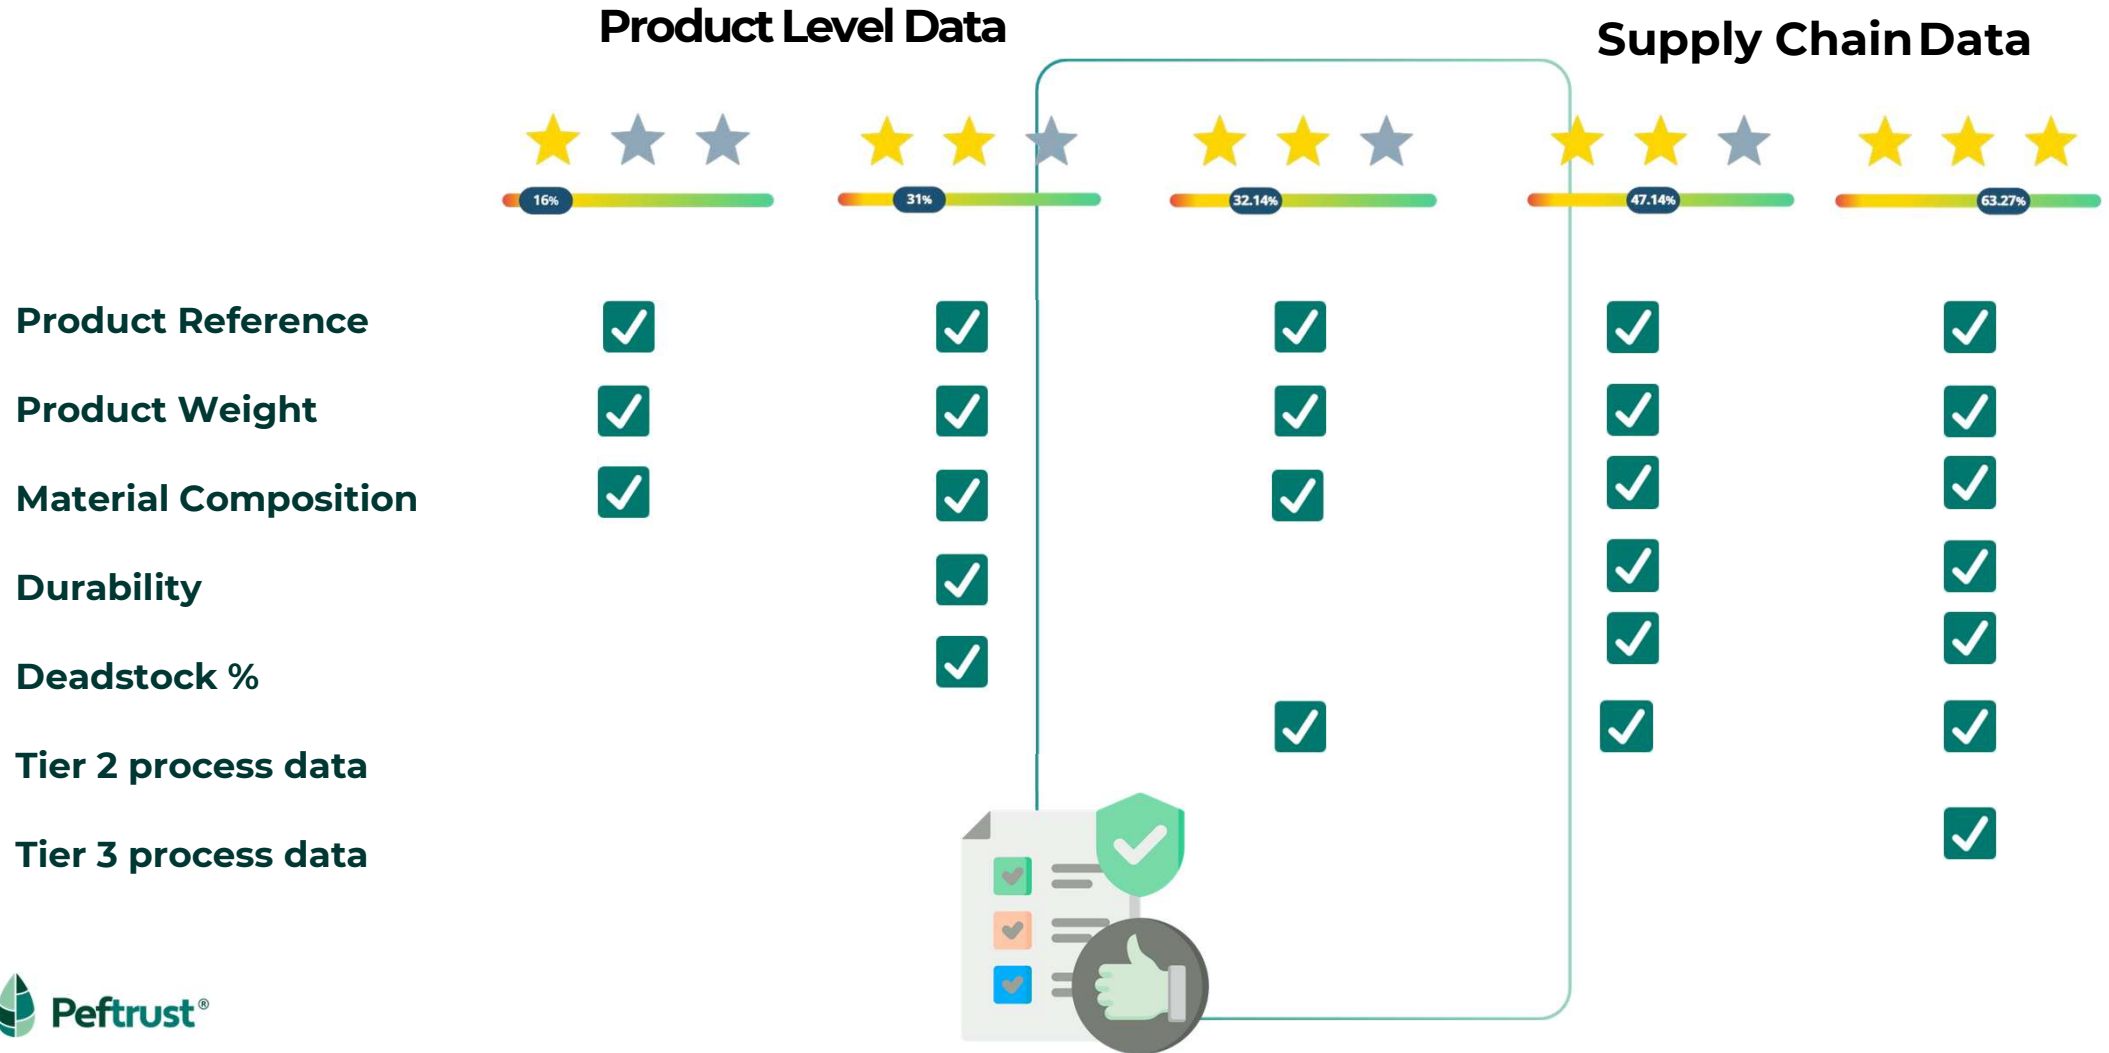 Product Level Data
Supply Chain Data
16%
31%
32.14%
47.14%
63.27%
Product Reference
Product Weight
Material Composition
Durability
Deadstock %
Tier 2 process data
Tier 3 process data
Peftrust®